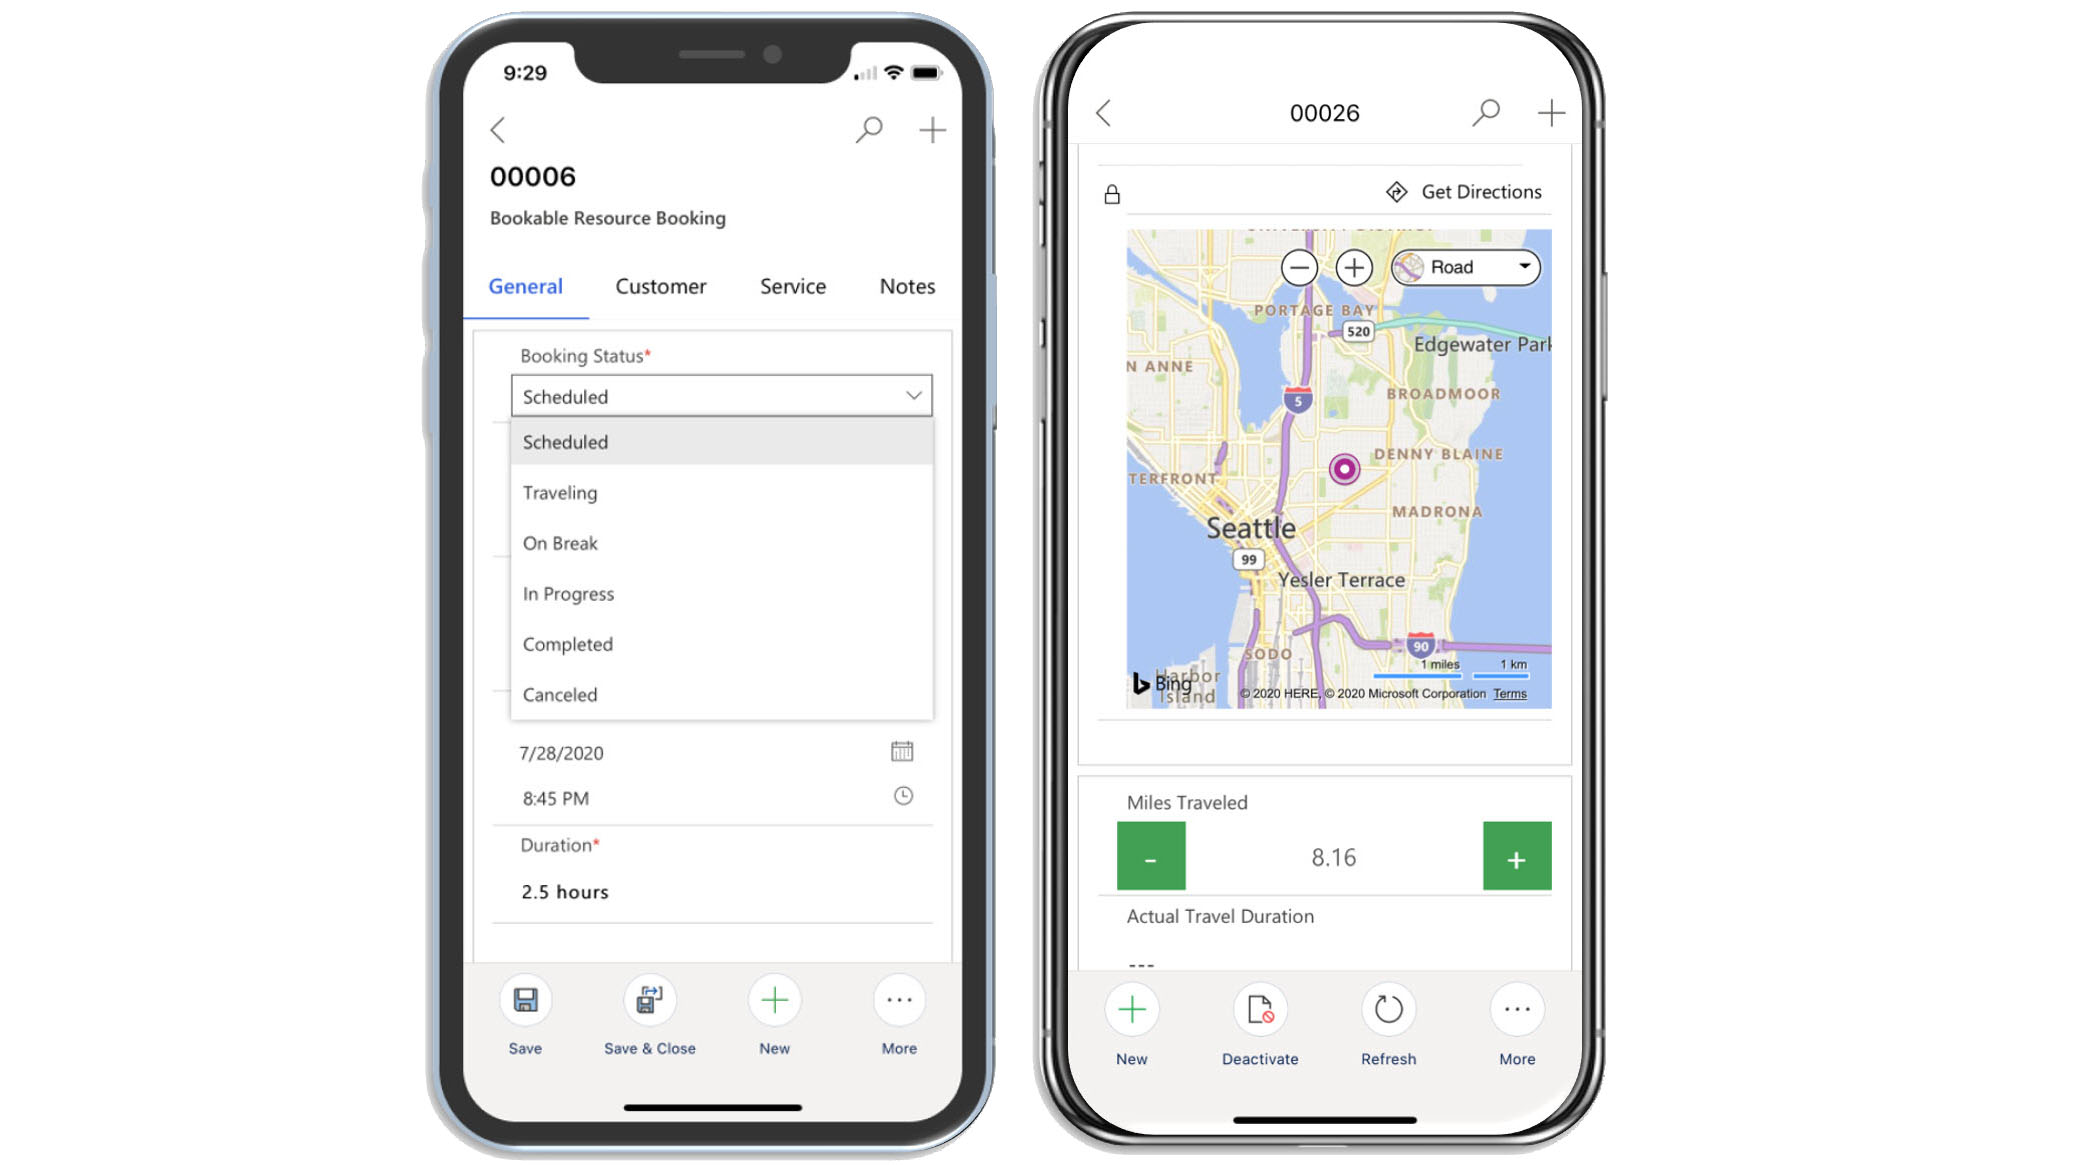 9:29
00006
Bookable Resource Booking
General Customer Service Notes
Booking Status*
Scheduled
Scheduled
Traveling
On Break
In Progress
Completed
Canceled
7/28/2020
8:45 PM
Duration*
2.5 hours
Save Save & Close New More
00026
Get Directions
Road
PORTAGE BAY
520
Edgewater Park
N ANNE
BROADMOOR
5
DENNY BLAINE
TERFRONT
MADRONA
Seattle
99
Yesler Terrace
90
SODO
1 miles 1 km
Harbor
Island
Bing
© 2020 HERE, © 2020 Microsoft Corporation Terms
Miles Traveled
- 8.16 +
Actual Travel Duration
---
New Deactivate Refresh More